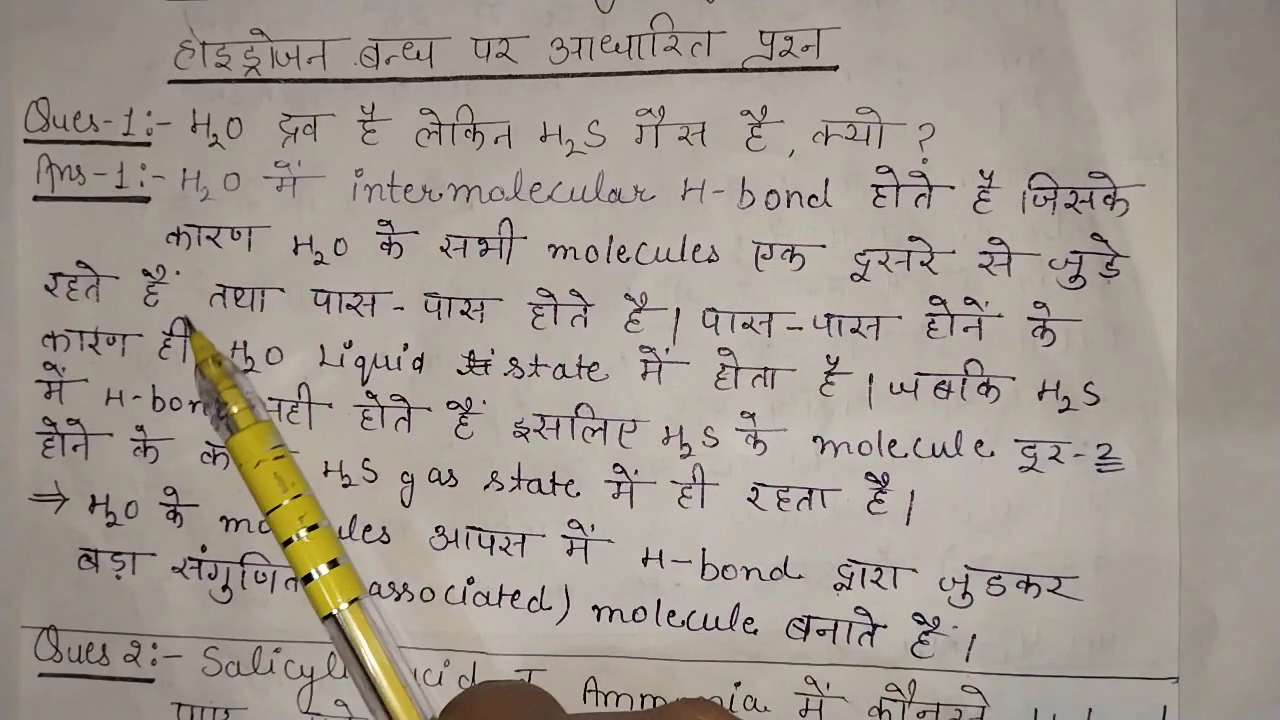 हाइड्रोजन बन्ध पर आधारित प्रश्न
Ques-1:- H₂O द्रव है लेकिन H₂S गैस है, क्यो ?
Ans-1:- H₂O में intermolecular H-bond होते है जिसके
कारण H₂O के सभी molecules एक दूसरे से जुड़े
रहते हैं तथा पास-पास होते है। पास-पास होनें के
कारण ही H₂O Liquid state में होता है। जबकि H₂S
में H-bond नही होते हैं इसलिए H₂S के molecule दूर-2
होने के H₂S gas state में ही रहता है।
⇒ H₂O के molecules आपस में H-bond द्वारा जुडकर
बड़ा संगुणित (associated) molecule बनाते हैं।
Ques 2:- Ammonia में कौनसे